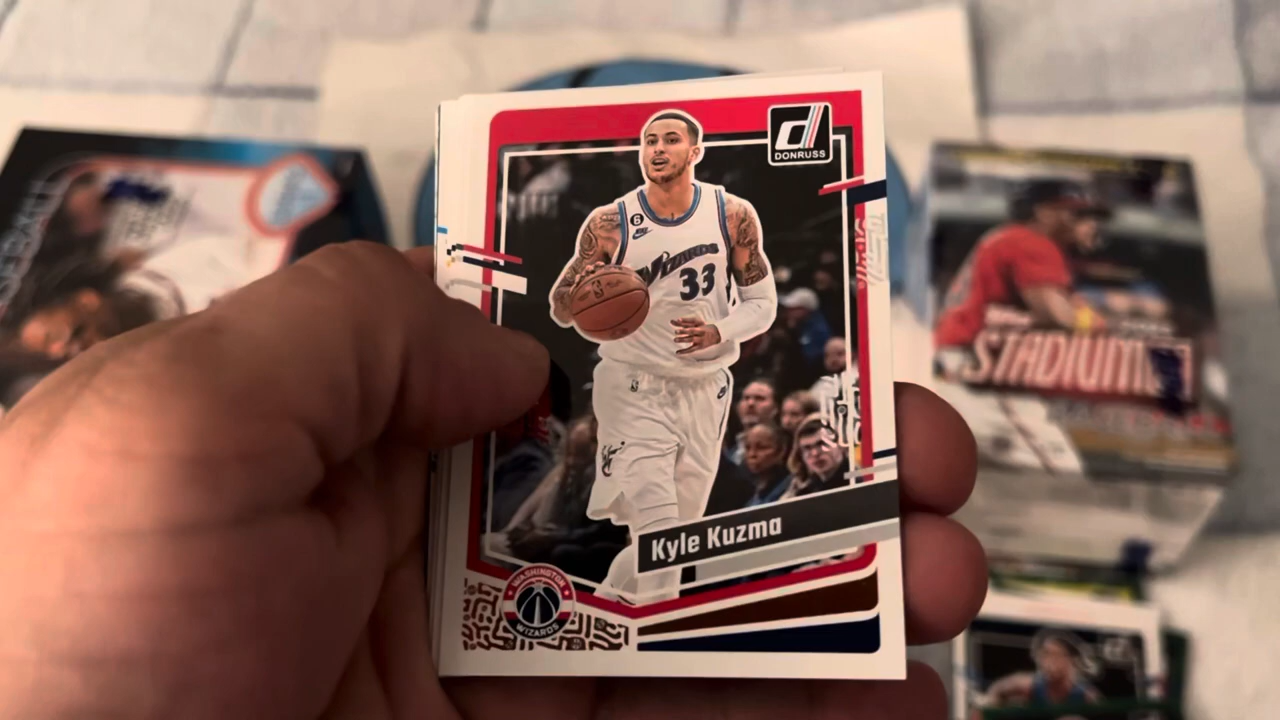 DONRUSS
6
WIZARDS
33
Kyle Kuzma
WASHINGTON
WIZARDS
STADIUM